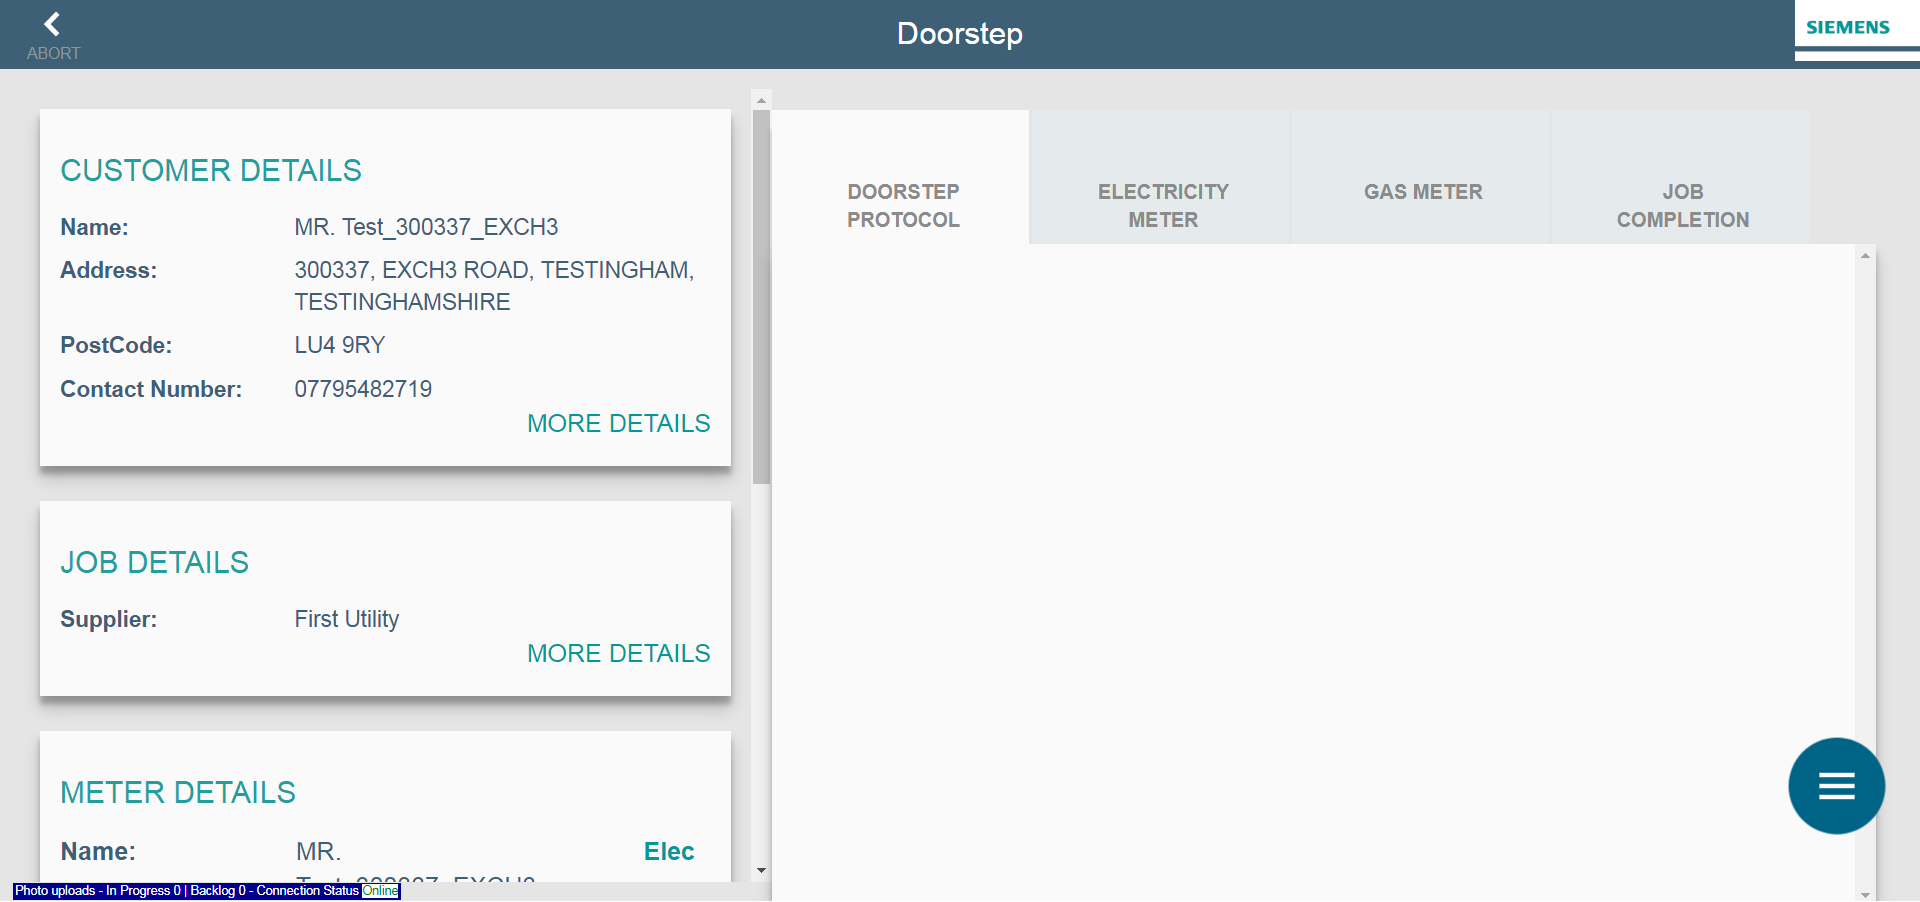 ABORT
Doorstep
SIEMENS
CUSTOMER DETAILS
Name: MR. Test_300337_EXCH3
Address: 300337, EXCH3 ROAD, TESTINGHAM,
TESTINGHAMSHIRE
PostCode: LU4 9RY
Contact Number: 07795482719
MORE DETAILS
JOB DETAILS
Supplier: First Utility
MORE DETAILS
METER DETAILS
Name: MR. Elec
Test_300337_EXCH3
Photo uploads - In Progress 0 | Backlog 0 - Connection Status Online
DOORSTEP
PROTOCOL
ELECTRICITY
METER
GAS METER
JOB
COMPLETION